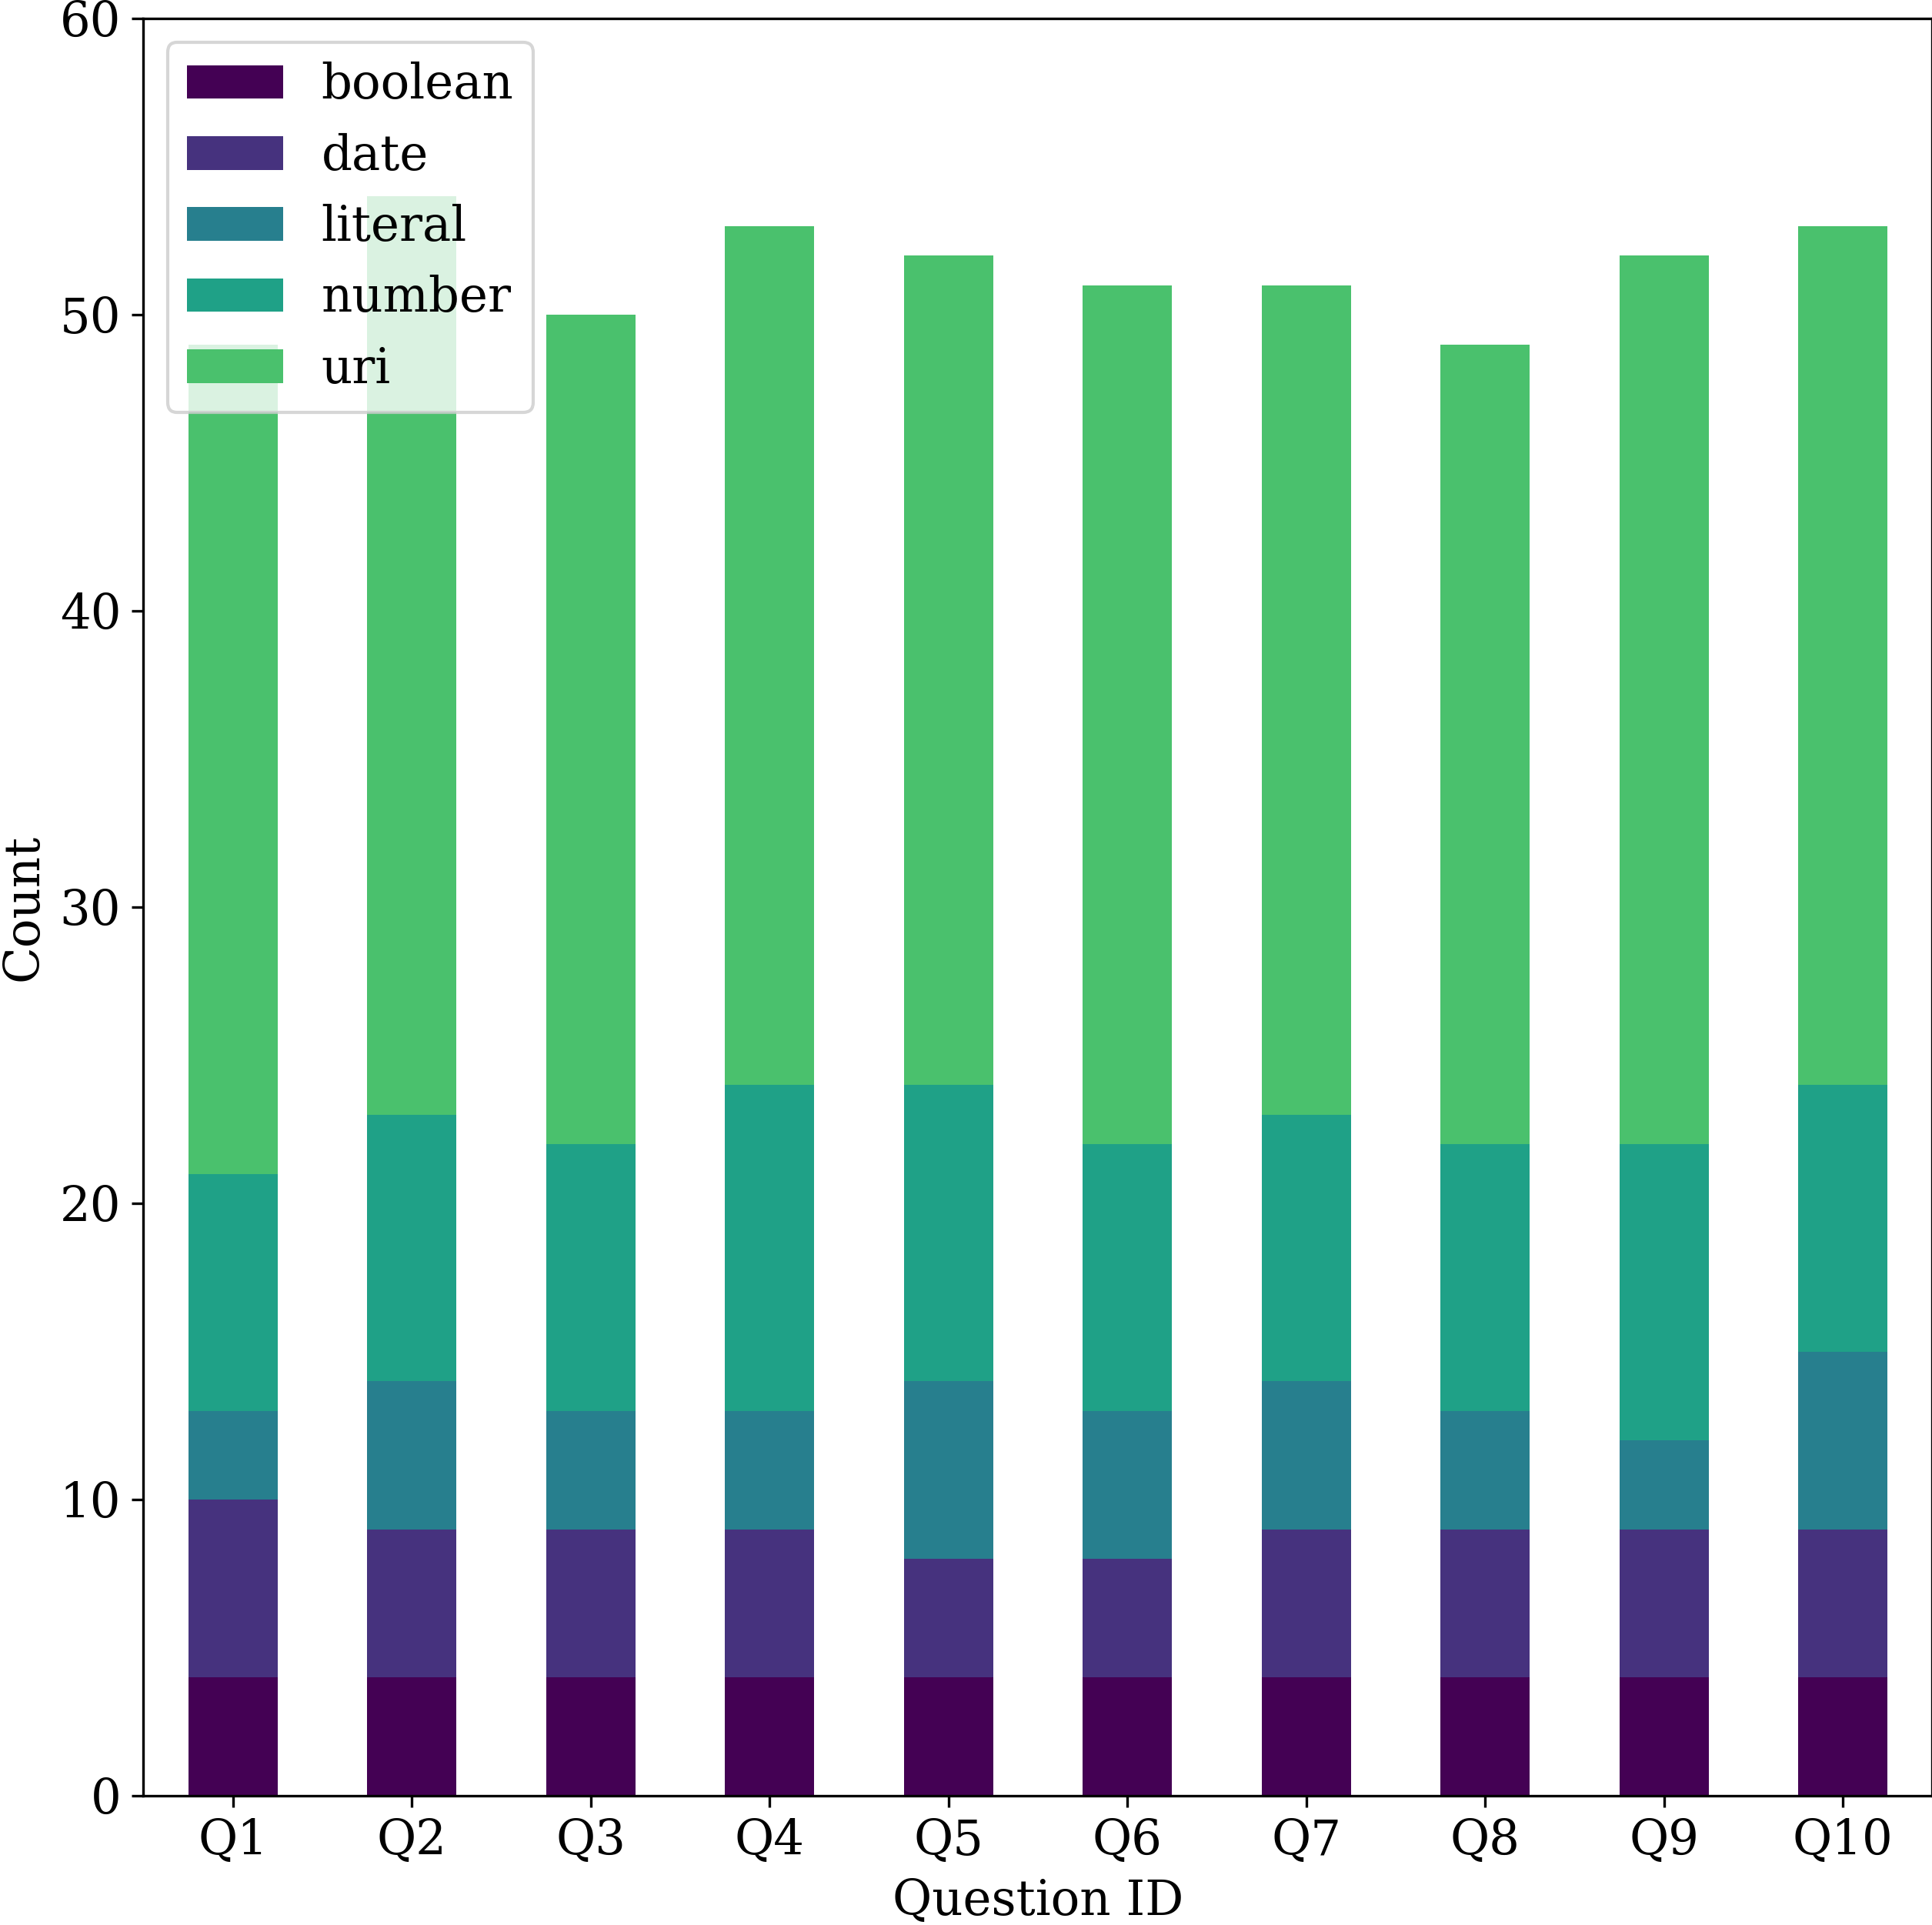 60
50
40
30
20
10
0
Count
boolean
date
literal
number
uri
Q1 Q2 Q3 Q4 Q5 Q6 Q7 Q8 Q9 Q10
Question ID